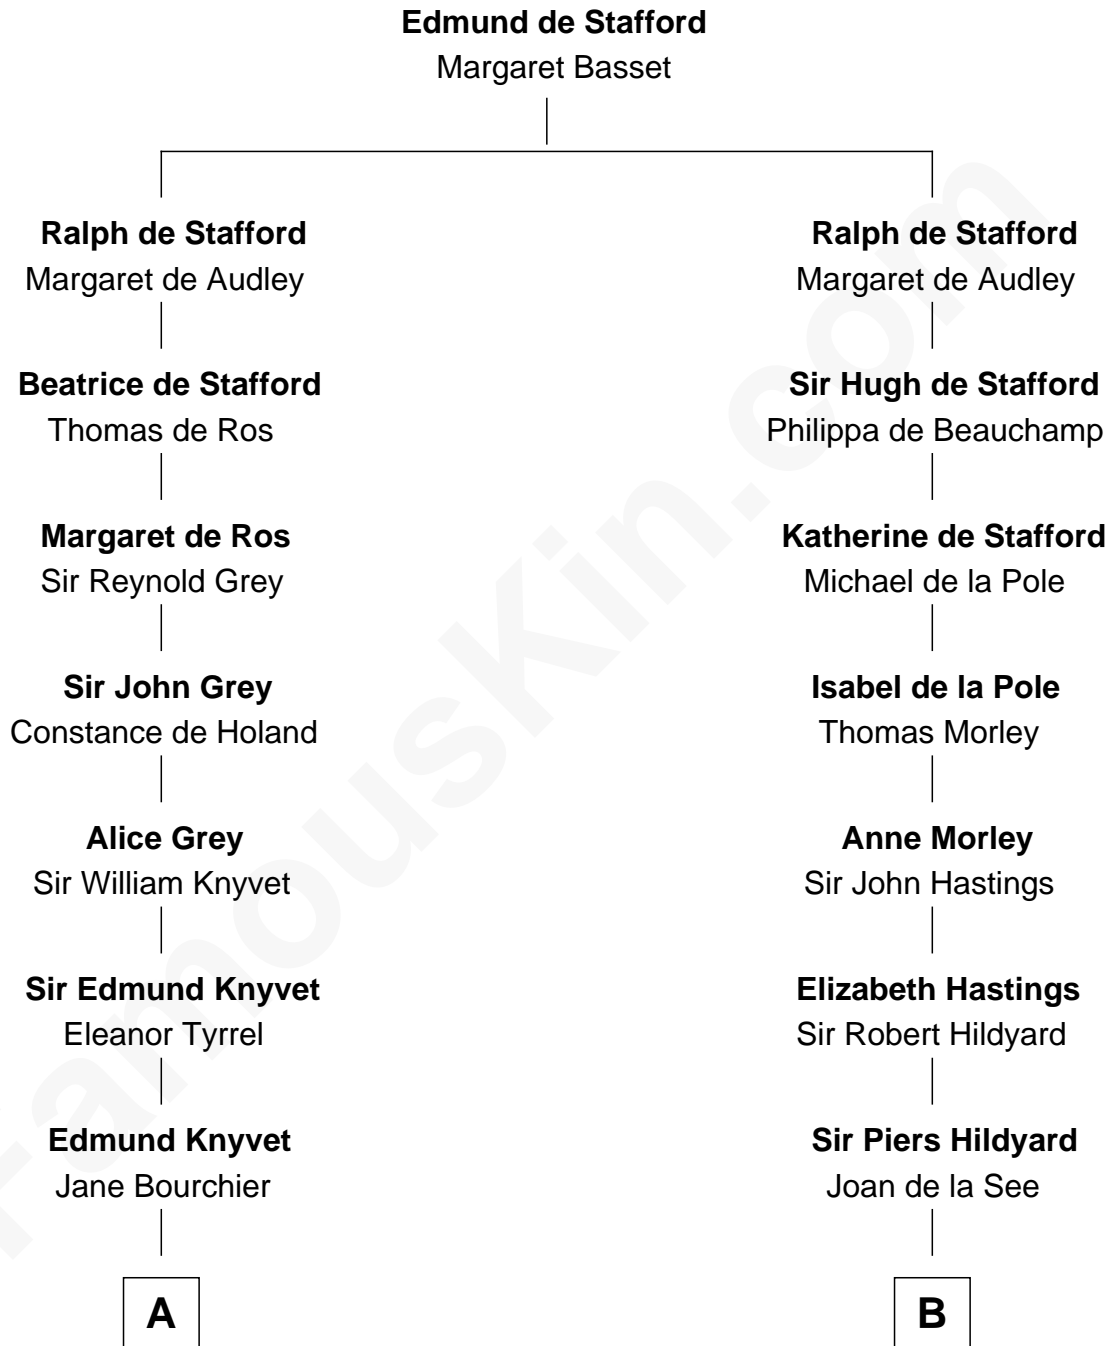 Edmund de Stafford
Margaret Basset
Ralph de Stafford
Margaret de Audley
Beatrice de Stafford
Thomas de Ros
Margaret de Ros
Sir Reynold Grey
Sir John Grey
Constance de Holand
Alice Grey
Sir William Knyvet
Sir Edmund Knyvet
Eleanor Tyrrel
Edmund Knyvet
Jane Bourchier
A
Ralph de Stafford
Margaret de Audley
Sir Hugh de Stafford
Philippa de Beauchamp
Katherine de Stafford
Michael de la Pole
Isabel de la Pole
Thomas Morley
Anne Morley
Sir John Hastings
Elizabeth Hastings
Sir Robert Hildyard
Sir Piers Hildyard
Joan de la See
B
FamousKin.com